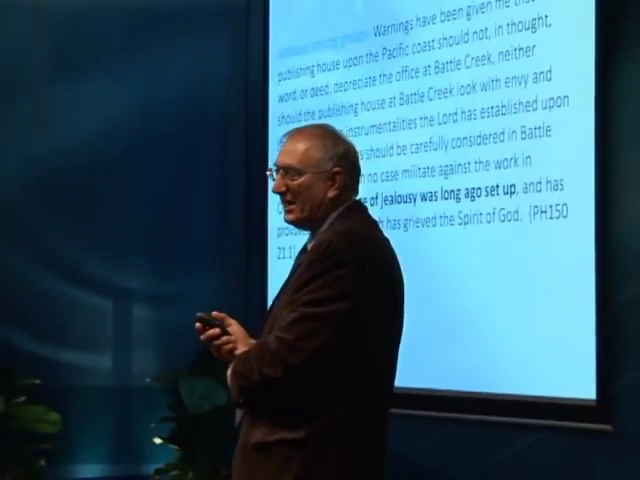 Warnings have been given me that
publishing house upon the Pacific coast should not, in thought,
word, or deed, depreciate the office at Battle Creek, neither
should the publishing house at Battle Creek look with envy and
instrumentalities the Lord has established upon
should be carefully considered in Battle
no case militate against the work in
of jealousy was long ago set up, and has
has grieved the Spirit of God. {PH150
21.1